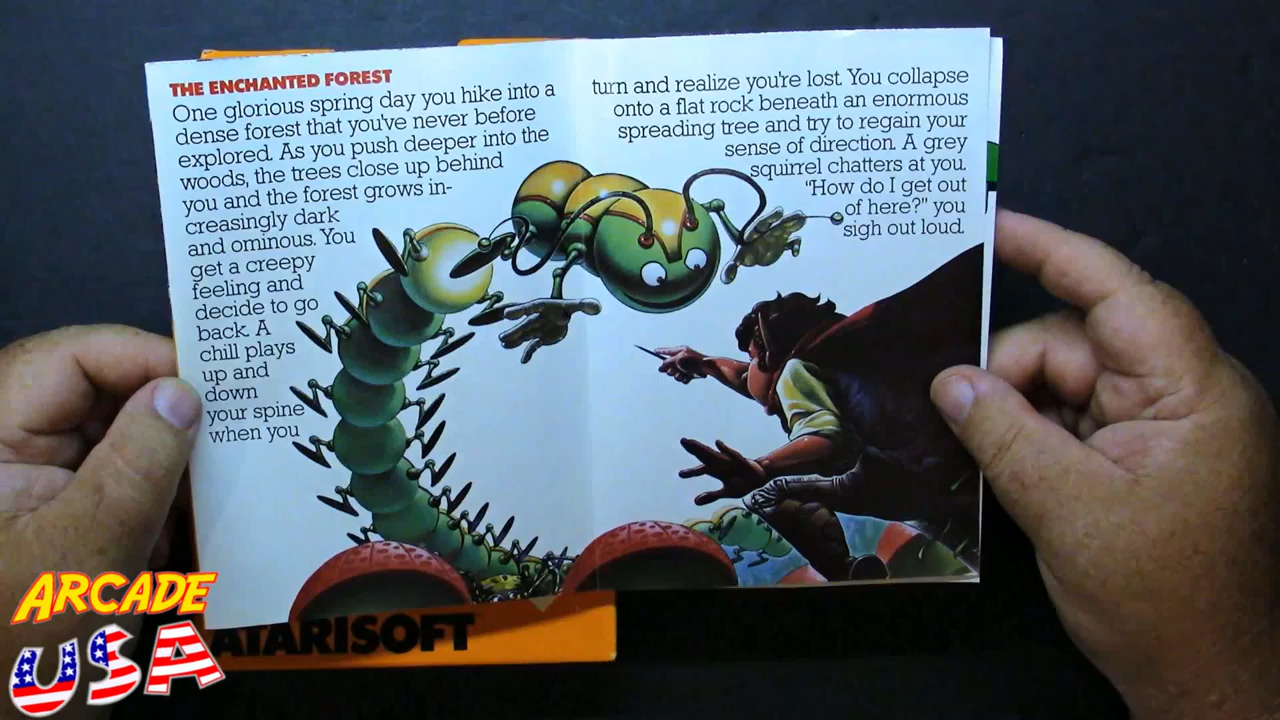 THE ENCHANTED FOREST
One glorious spring day you hike into a
dense forest that you've never before
explored. As you push deeper into the
woods, the trees close up behind
you and the forest grows in-
creasingly dark
and ominous. You
get a creepy
feeling and
decide to go
back. A
chill plays
up and
down
your spine
when you
turn and realize you're lost. You collapse
onto a flat rock beneath an enormous
spreading tree and try to regain your
sense of direction. A grey
squirrel chatters at you.
"How do I get out
of here?" you
sigh out loud.
ATARISOFT
ARCADE
USA